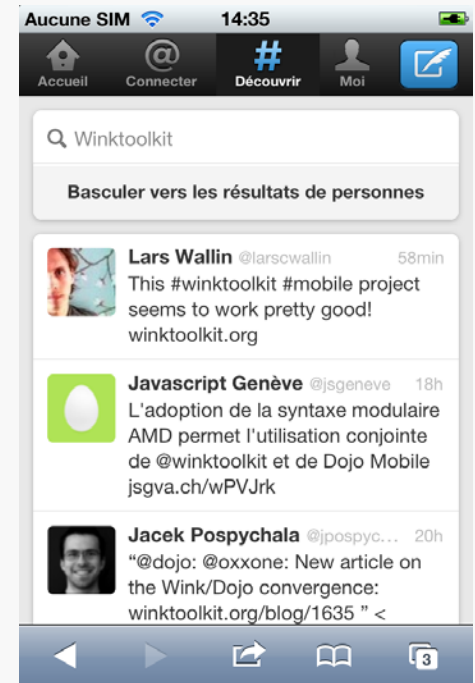 Aucune SIM 14:35
Accueil @ Connecter # Découvrir Moi
Winktoolkit
Basculer vers les résultats de personnes
Lars Wallin @larscwallin 58min
This #winktoolkit #mobile project
seems to work pretty good!
winktoolkit.org
Javascript Genève @jsgeneve 18h
L'adoption de la syntaxe modulaire
AMD permet l'utilisation conjointe
de @winktoolkit et de Dojo Mobile
jsgva.ch/wPVJrk
Jacek Pospychala @jpospyc... 20h
“@dojo: @oxxone: New article on
the Wink/Dojo convergence:
winktoolkit.org/blog/1635 ” <
3